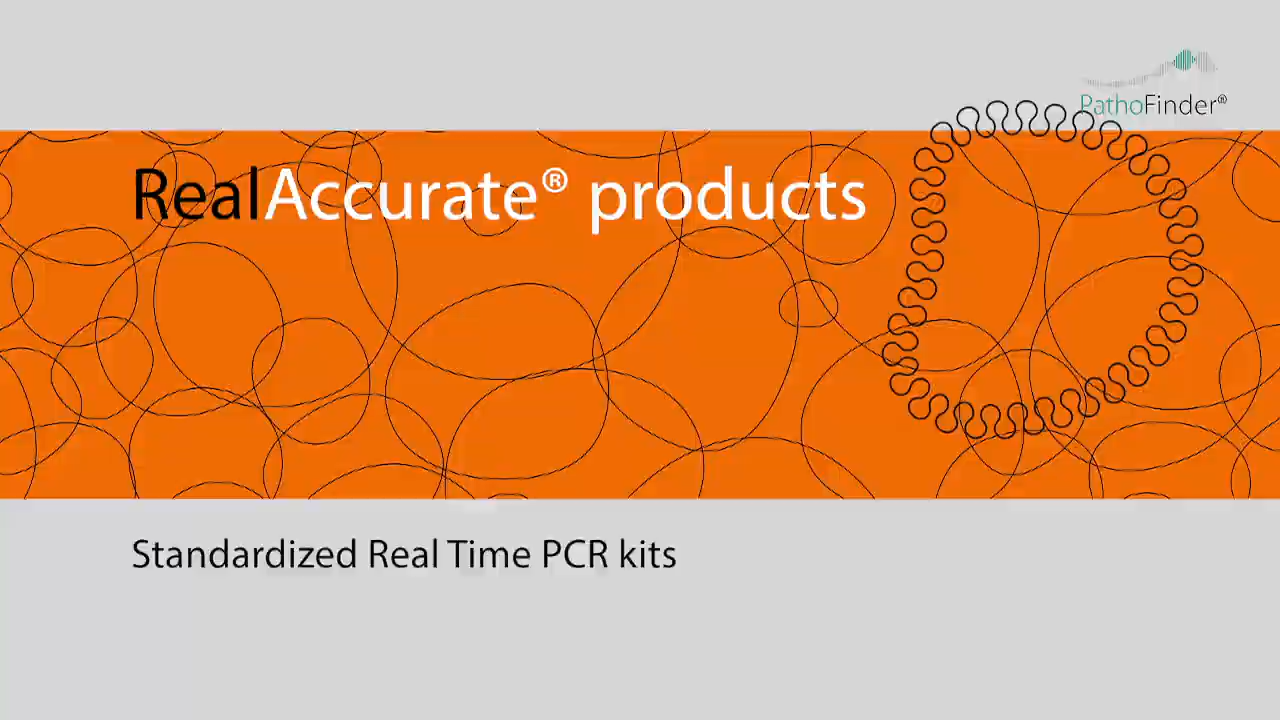 PathoFinder®
RealAccurate® products
Standardized Real Time PCR kits